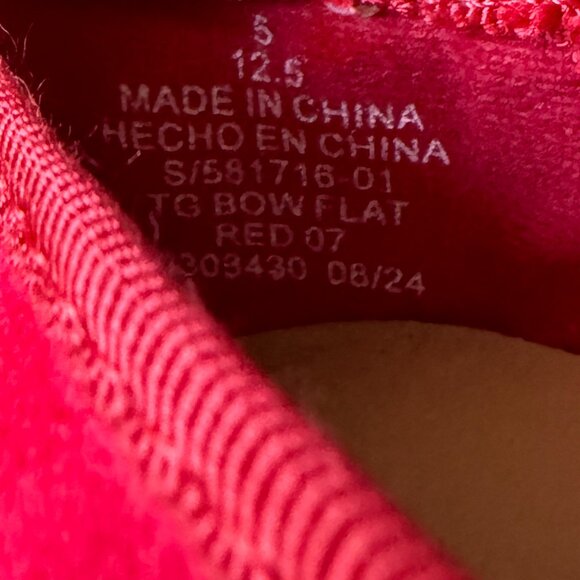 5
12.5
MADE IN CHINA
HECHO EN CHINA
S/581716-01
TG BOW FLAT
RED 07
303430 08/24